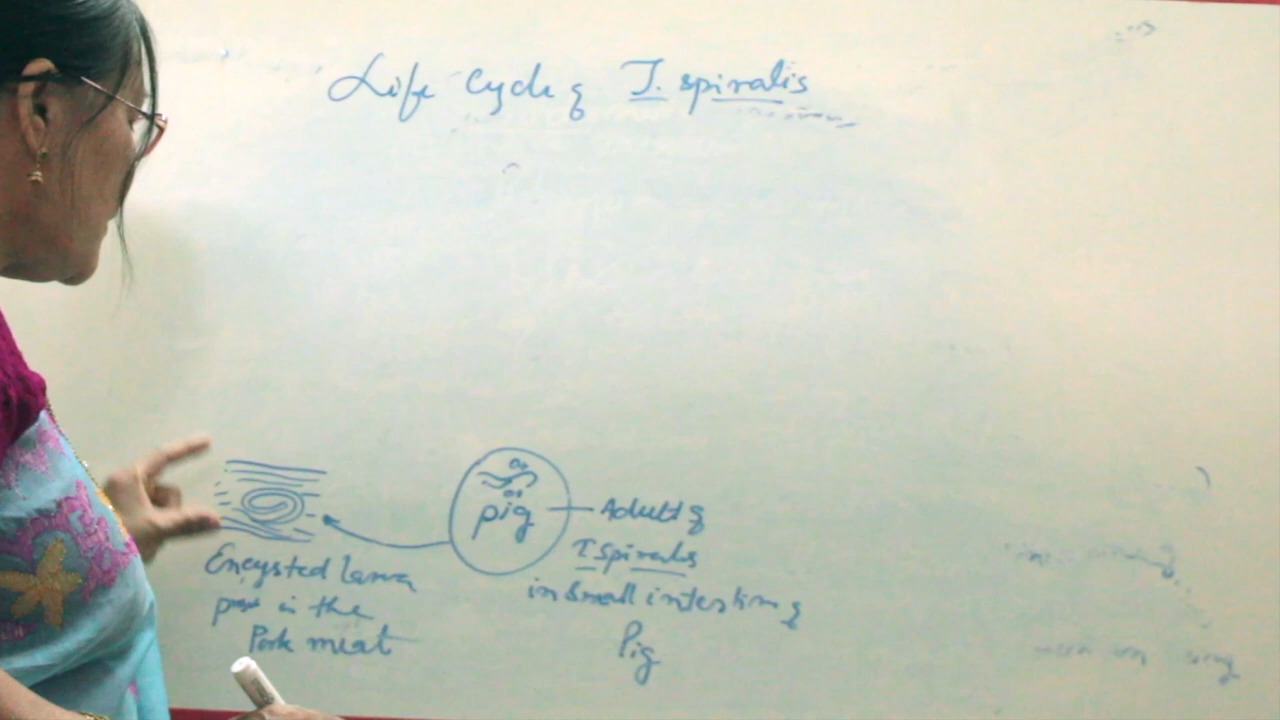 Life Cycle of T. spiralis
pig
Adult of
T. Spiralis
in Small intestine of
Pig
Encysted larva
in the
Pork meat